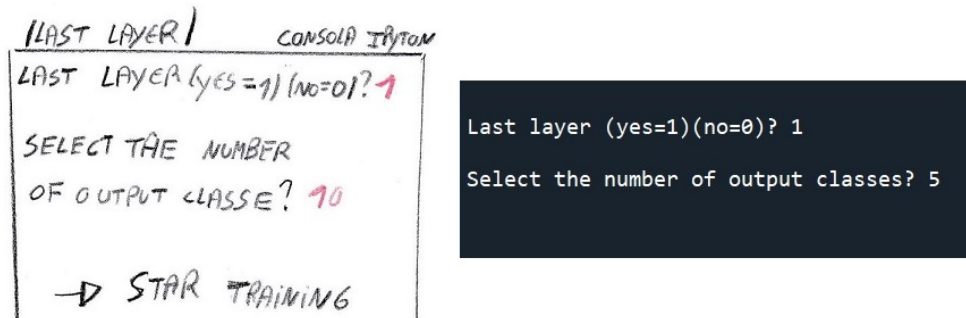 |LAST LAYER| CONSOLA IPYTON
LAST LAYER (YES=1) (NO=0)? 1
SELECT THE NUMBER
OF OUTPUT CLASSE? 10
→ STAR TRAINING
Last layer (yes=1)(no=0)? 1
Select the number of output classes? 5